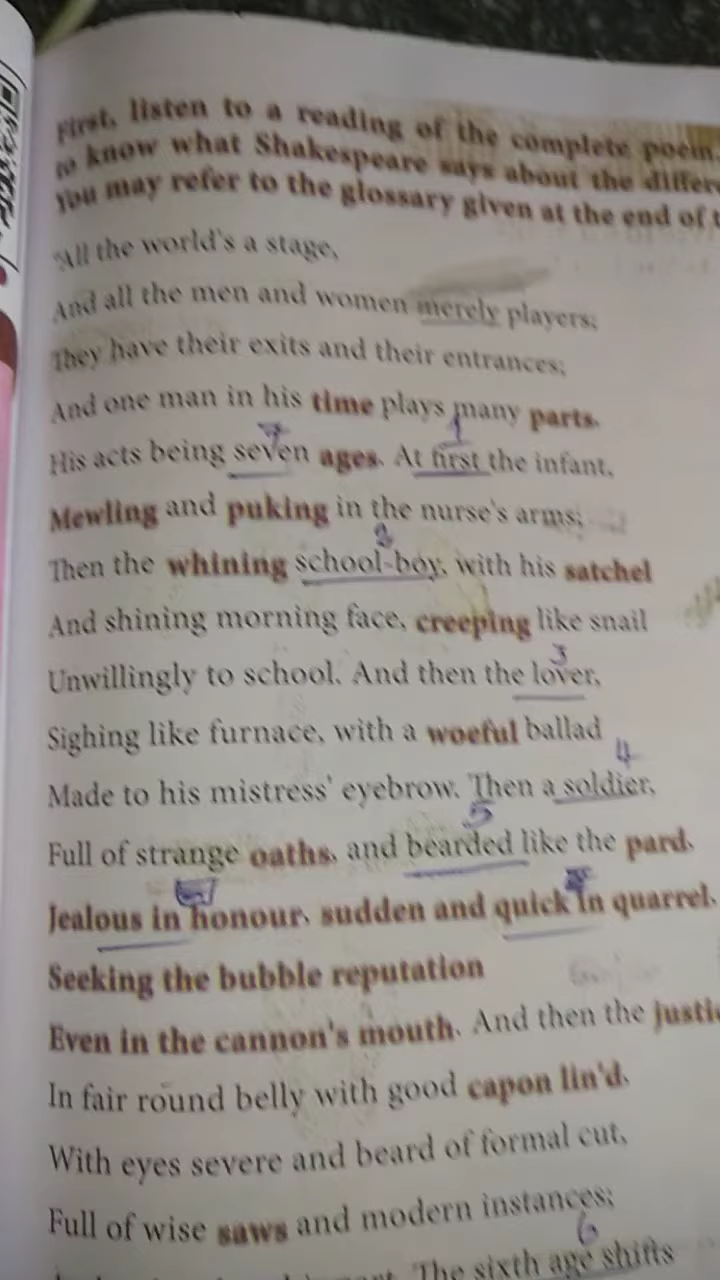 First, listen to a reading of the complete poem.
to know what Shakespeare says about the differe
You may refer to the glossary given at the end of t
'All the world's a stage,
And all the men and women merely players;
They have their exits and their entrances;
And one man in his time plays many parts.
His acts being seven ages. At first the infant,
7
1
Mewling and puking in the nurse's arms;
2
Then the whining school-boy, with his satchel
And shining morning face, creeping like snail
3
Unwillingly to school. And then the lover,
Sighing like furnace, with a woeful ballad
4
Made to his mistress' eyebrow. Then a soldier,
5
Full of strange oaths, and bearded like the pard,
Jealous in honour, sudden and quick in quarrel,
Seeking the bubble reputation
Even in the cannon's mouth. And then the justi
In fair round belly with good capon lin'd,
With eyes severe and beard of formal cut,
Full of wise saws and modern instances;
6
The sixth age shifts